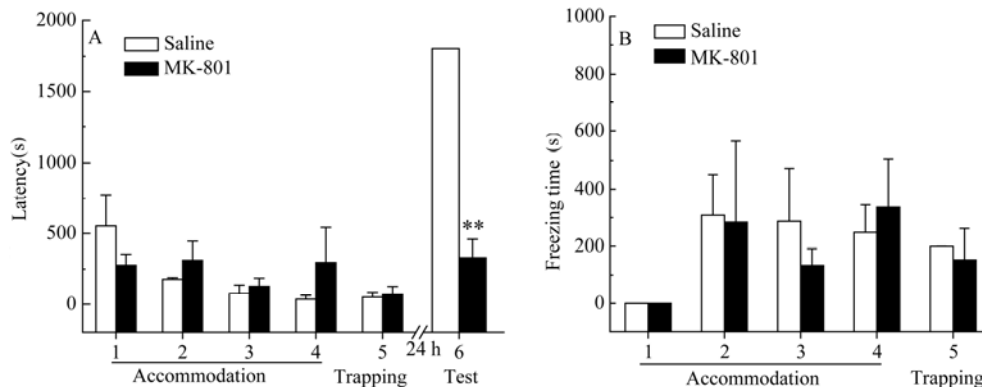 A
Saline
MK-801
Latency(s)
2000
1500
1000
500
0
1 2 3 4 5 24 h 6
Accommodation Trapping Test
**
B
Saline
MK-801
Freezing time (s)
1000
800
600
400
200
0
1 2 3 4 5
Accommodation Trapping